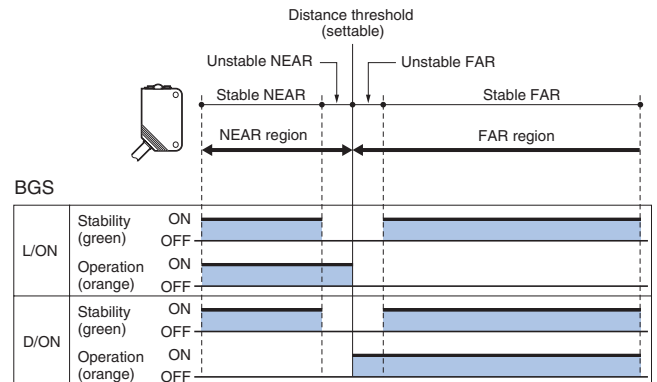 Distance threshold
(settable)
Unstable NEAR
Unstable FAR
Stable NEAR
Stable FAR
NEAR region
FAR region
BGS
L/ON
Stability
(green)
ON
OFF
Operation
(orange)
ON
OFF
D/ON
Stability
(green)
ON
OFF
Operation
(orange)
ON
OFF